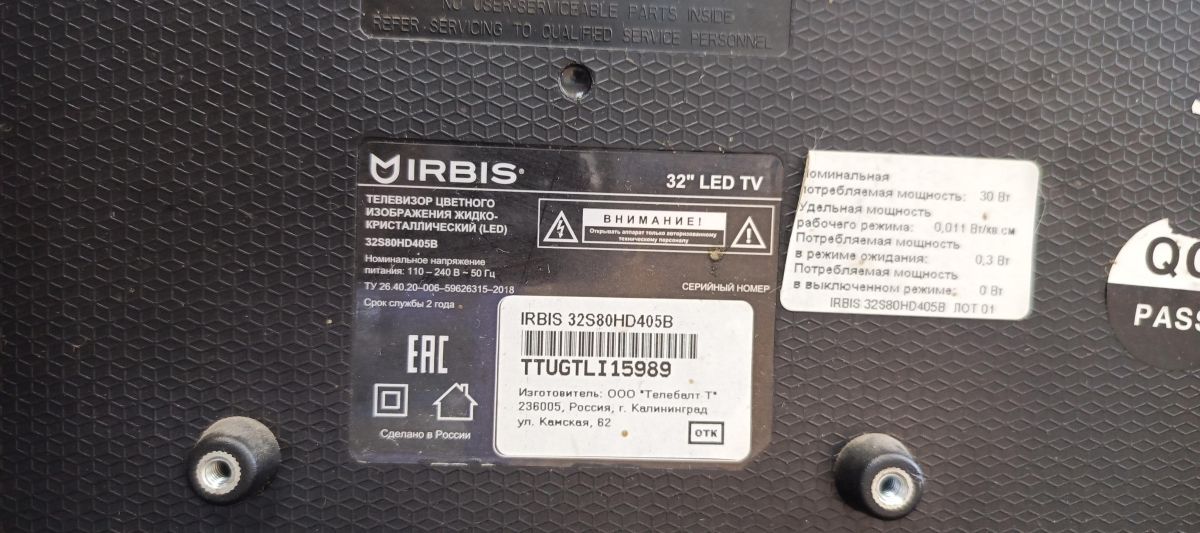 NO USER-SERVICEABLE PARTS INSIDE
REFER SERVICING TO QUALIFIED SERVICE PERSONNEL
IRBIS
32" LED TV
ТЕЛЕВИЗОР ЦВЕТНОГО
ИЗОБРАЖЕНИЯ ЖИДКО-
КРИСТАЛЛИЧЕСКИЙ (LED)
32S80HD405B
Номинальное напряжение
питания: 110 – 240 В ~ 50 Гц
ТУ 26.40.20–006–59626315–2018
Срок службы 2 года
ВНИМАНИЕ!
Открывать аппарат только авторизованному
техническому персоналу
СЕРИЙНЫЙ НОМЕР
EAC
Сделано в России
IRBIS 32S80HD405B
TTUGTLI15989
Изготовитель: ООО "Телебалт Т"
236005, Россия, г. Калининград
ул. Камская, 62
ОТК
оминальная
потребляемая мощность: 30 Вт
Удельная мощность
рабочего режима: 0,011 Вт/кв см
Потребляемая мощность
в режиме ожидания: 0,3 Вт
Потребляемая мощность
в выключенном режиме: 0 Вт
IRBIS 32S80HD405B ЛОТ 01
PASS